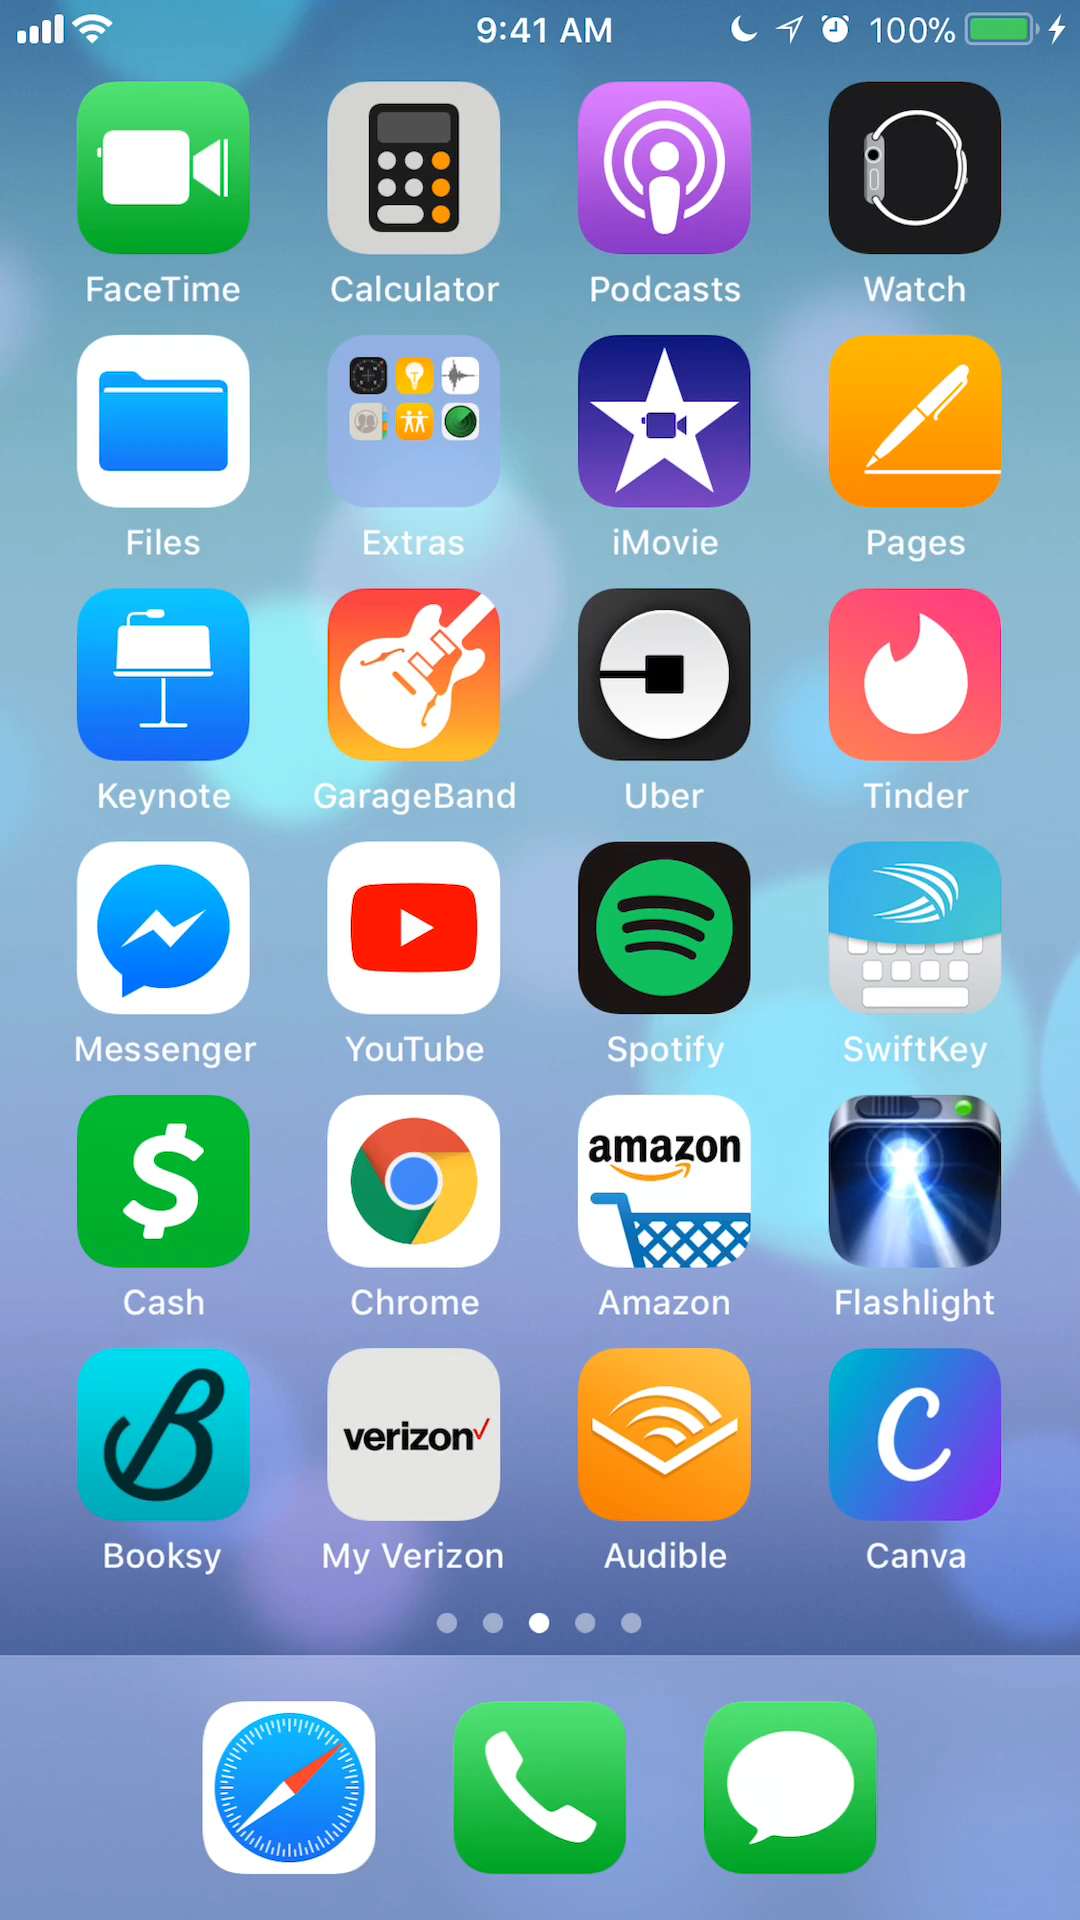 9:41 AM 100%
FaceTime Calculator Podcasts Watch
Files Extras iMovie Pages
Keynote GarageBand Uber Tinder
Messenger YouTube Spotify SwiftKey
$ amazon
Cash Chrome Amazon Flashlight
B verizon C
Booksy My Verizon Audible Canva